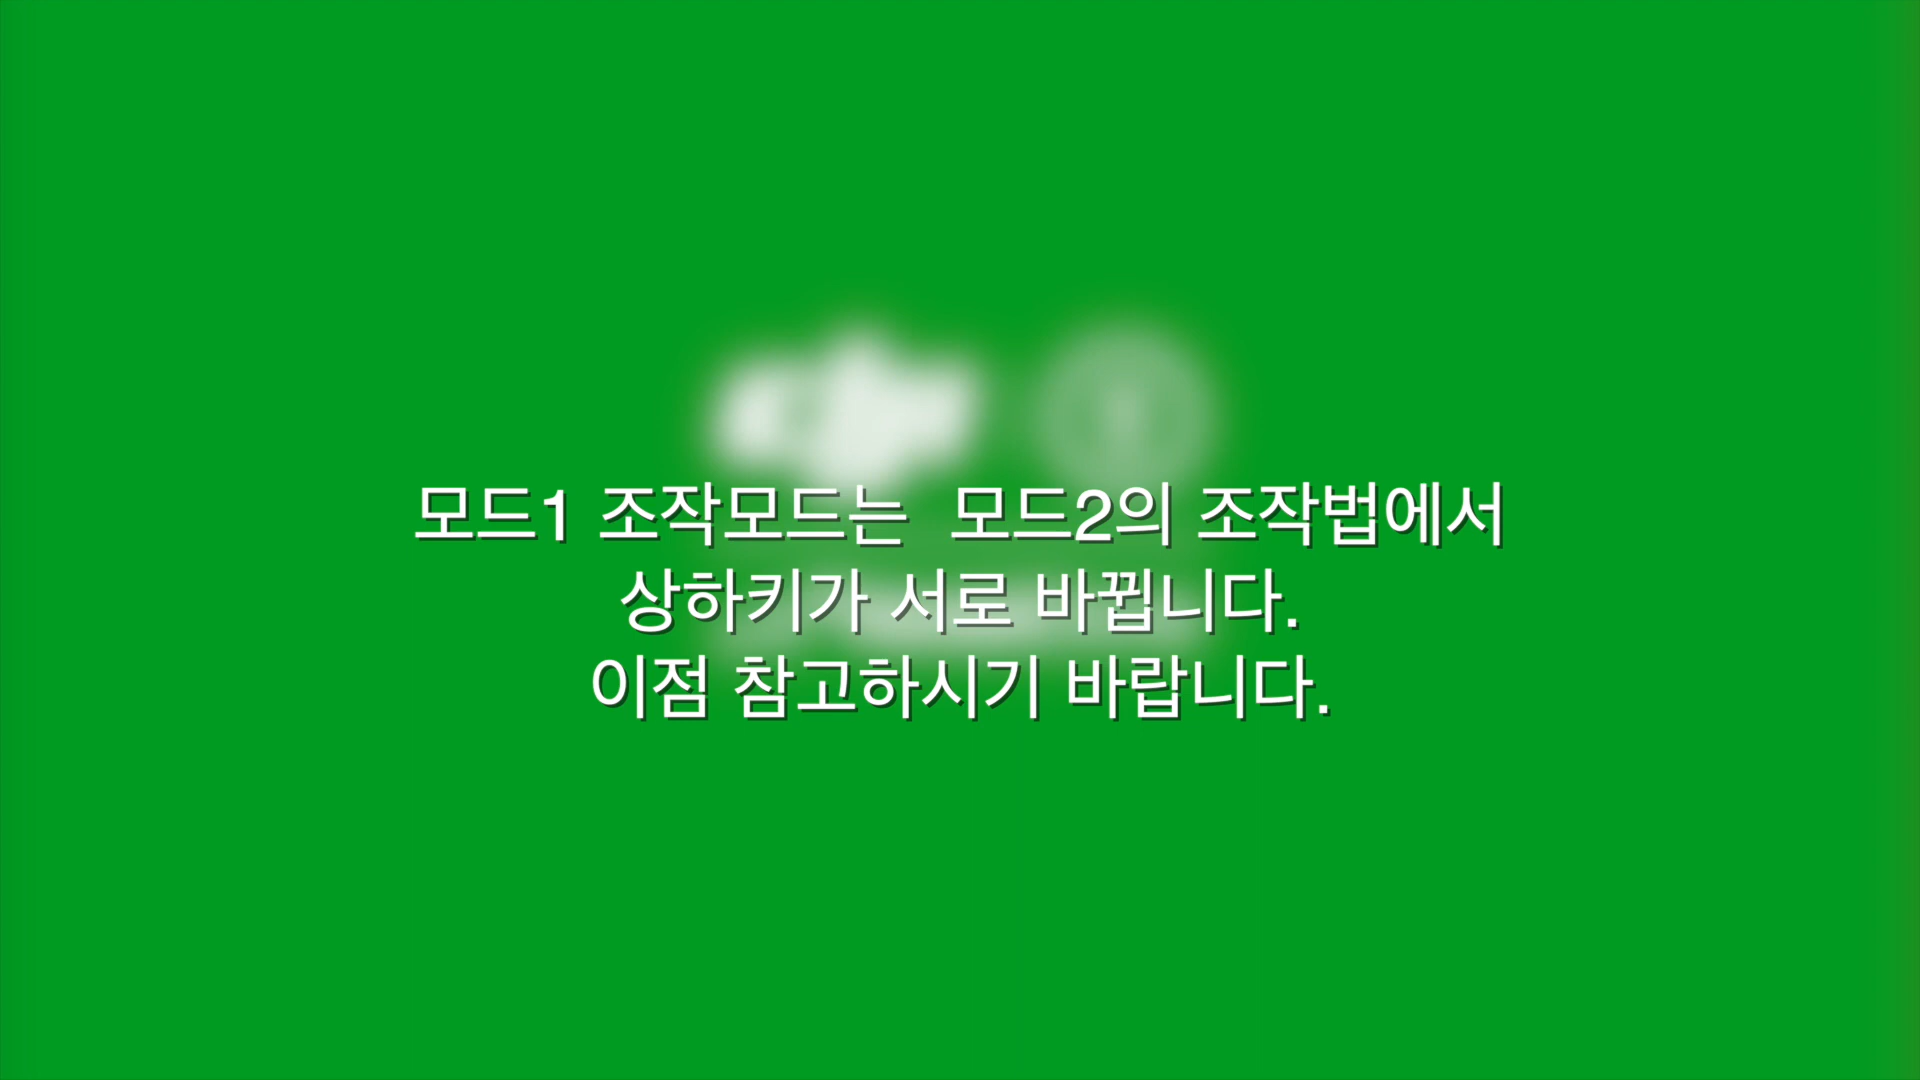 모드1 조작모드는 모드2의 조작법에서
상하키가 서로 바뀝니다.
이점 참고하시기 바랍니다.